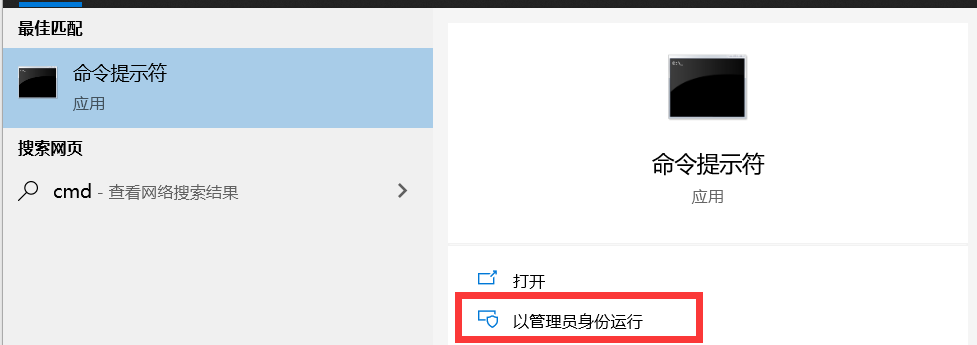 最佳匹配
命令提示符
应用
搜索网页
cmd - 查看网络搜索结果
命令提示符
应用
打开
以管理员身份运行